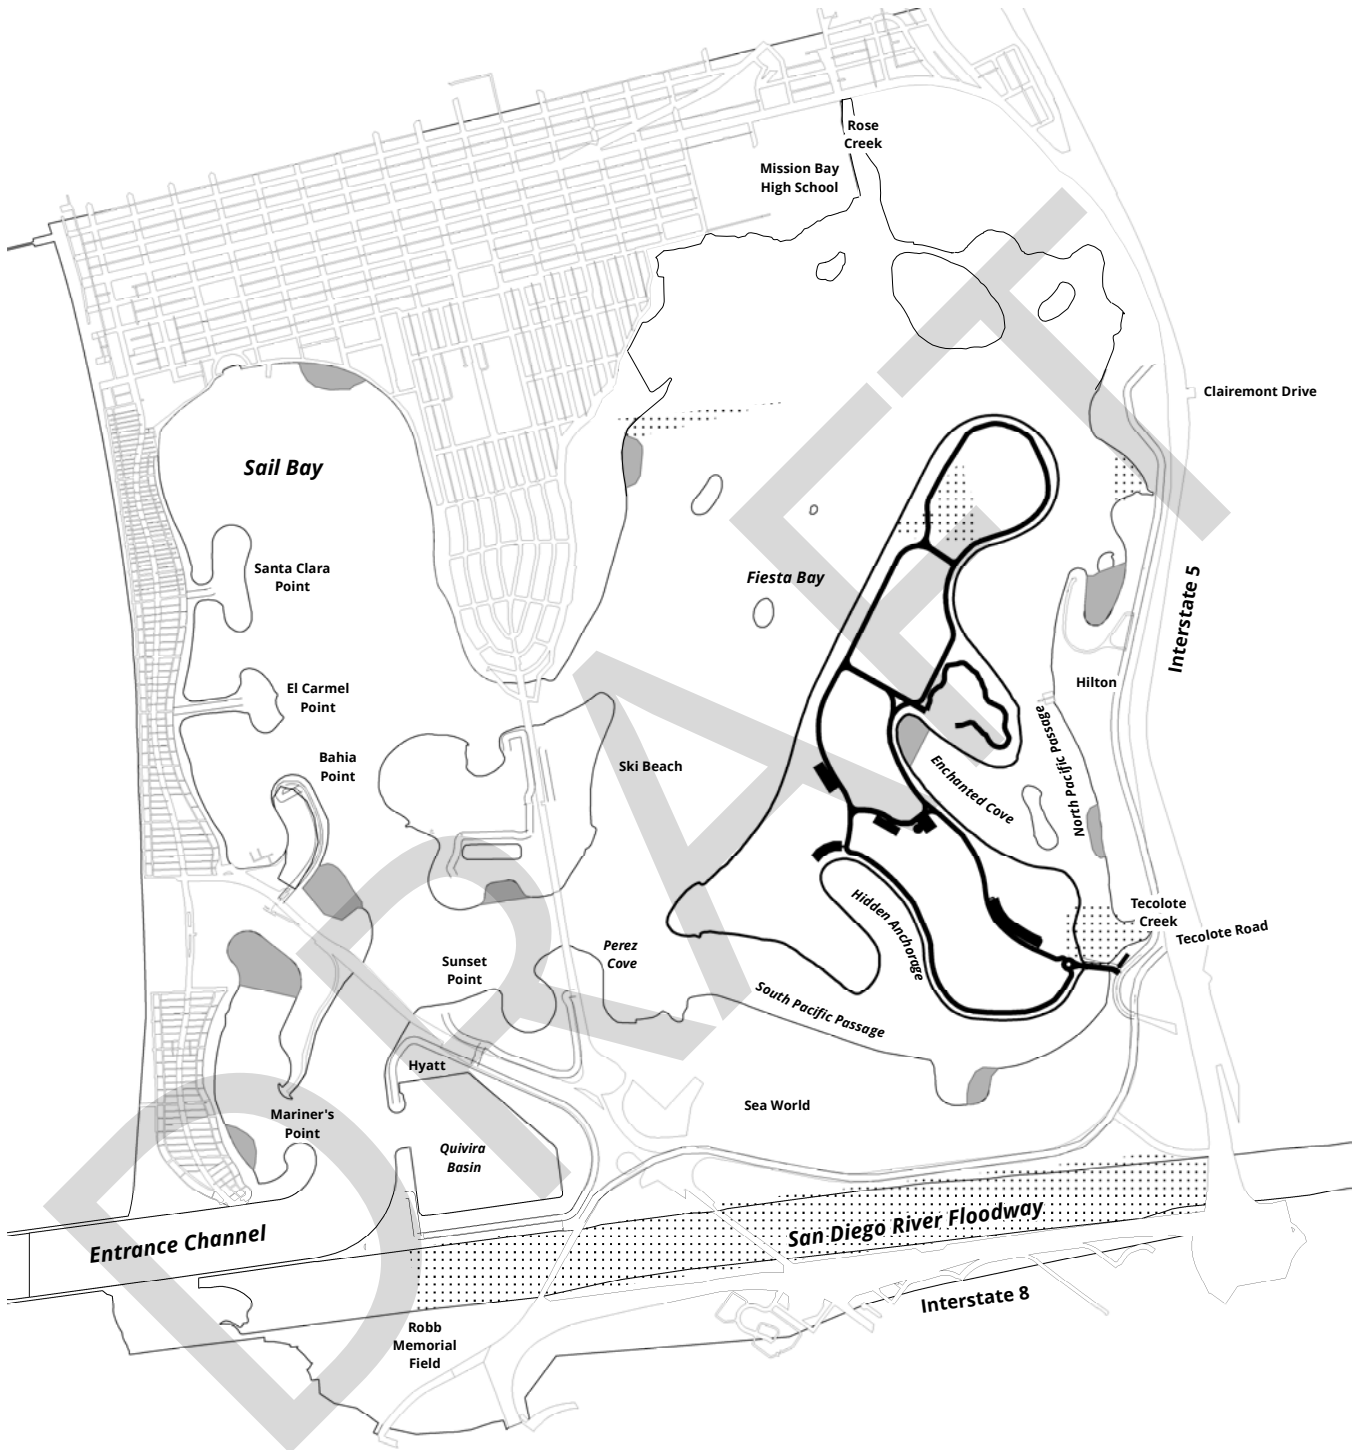 Rose
Creek
Mission Bay
High School
Clairemont Drive
Sail Bay
Santa Clara
Point
Fiesta Bay
Interstate 5
El Carmel
Point
Hilton
North Pacific Passage
Bahia
Point
Ski Beach
Enchanted Cove
Hidden Anchorage
Tecolote
Creek
Tecolote Road
Perez
Cove
Sunset
Point
South Pacific Passage
Hyatt
Sea World
Mariner's
Point
Quivira
Basin
Entrance Channel
San Diego River Floodway
Interstate 8
Robb
Memorial
Field
DRAFT